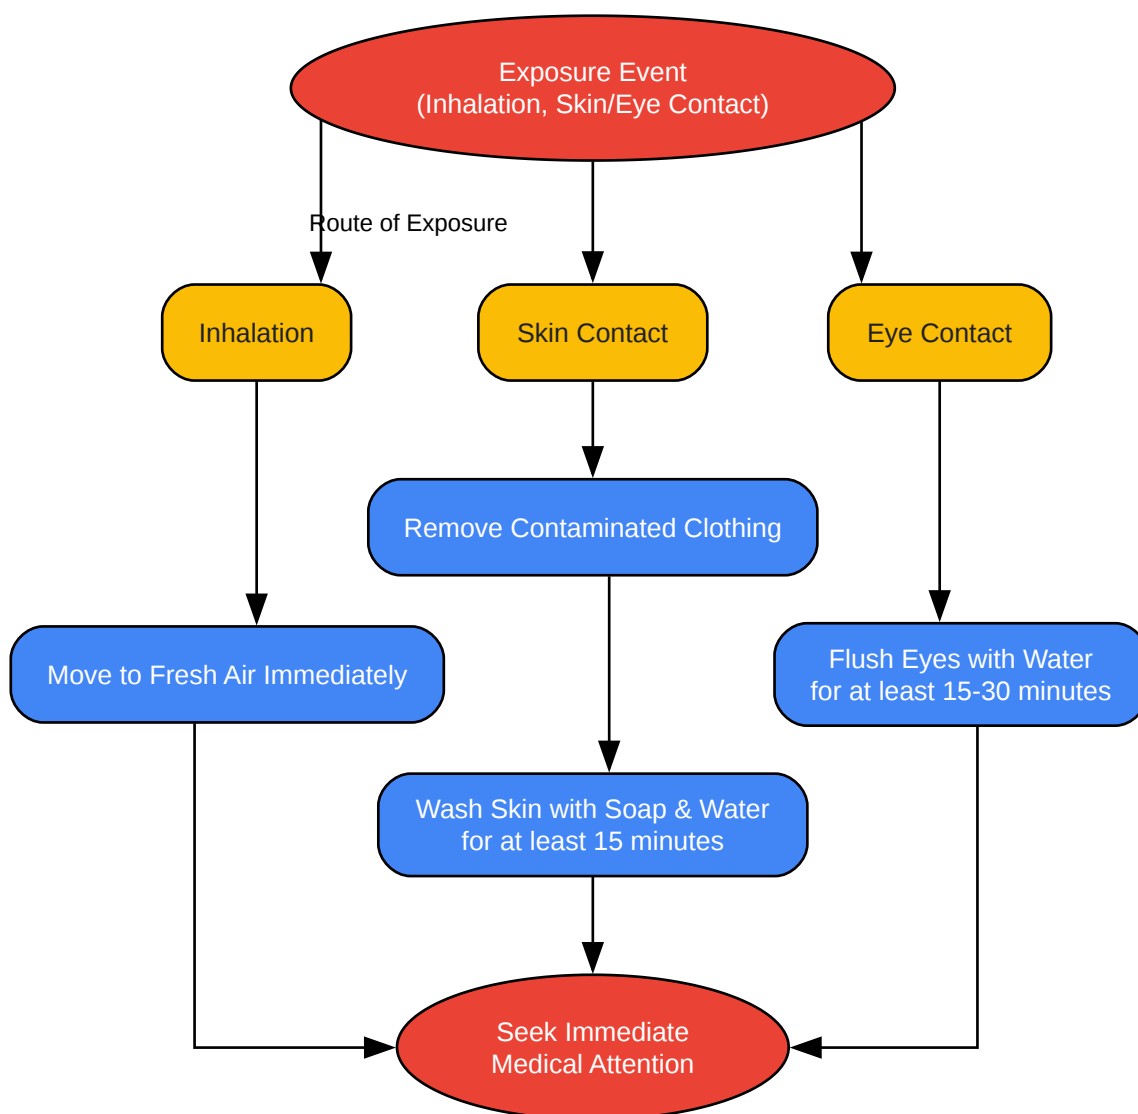 Exposure Event
(Inhalation, Skin/Eye Contact)
Route of Exposure
Inhalation
Skin Contact
Eye Contact
Remove Contaminated Clothing
Move to Fresh Air Immediately
Flush Eyes with Water
for at least 15-30 minutes
Wash Skin with Soap & Water
for at least 15 minutes
Seek Immediate
Medical Attention